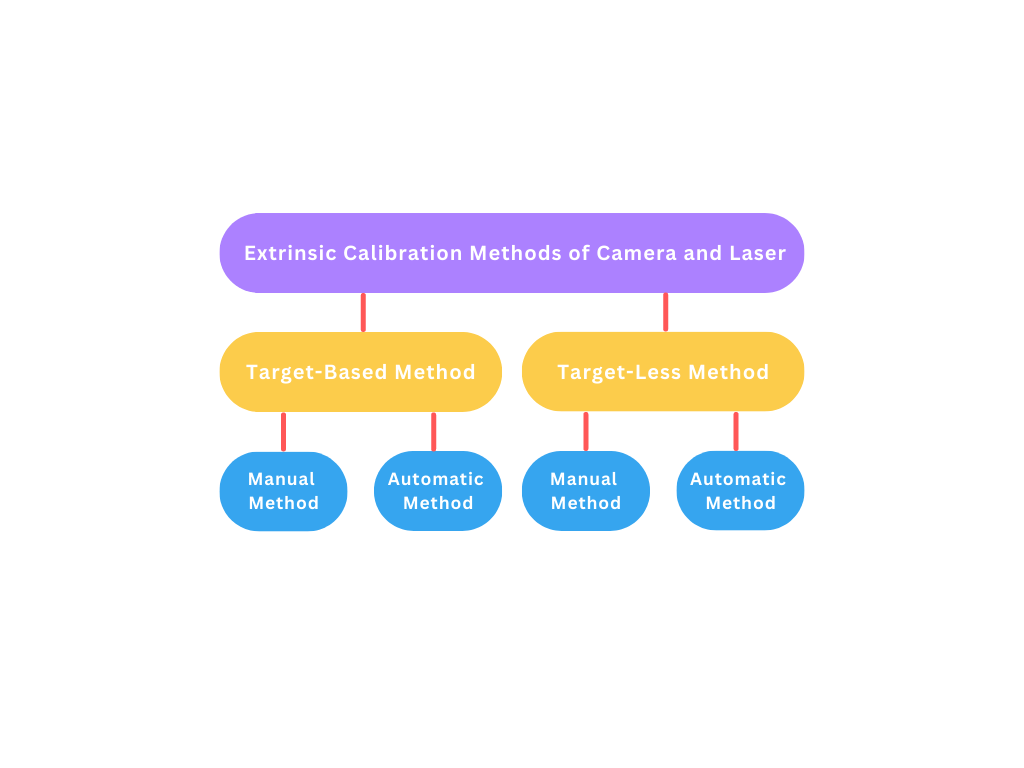 Extrinsic Calibration Methods of Camera and Laser
Target-Based Method
Target-Less Method
Manual
Method
Automatic
Method
Manual
Method
Automatic
Method